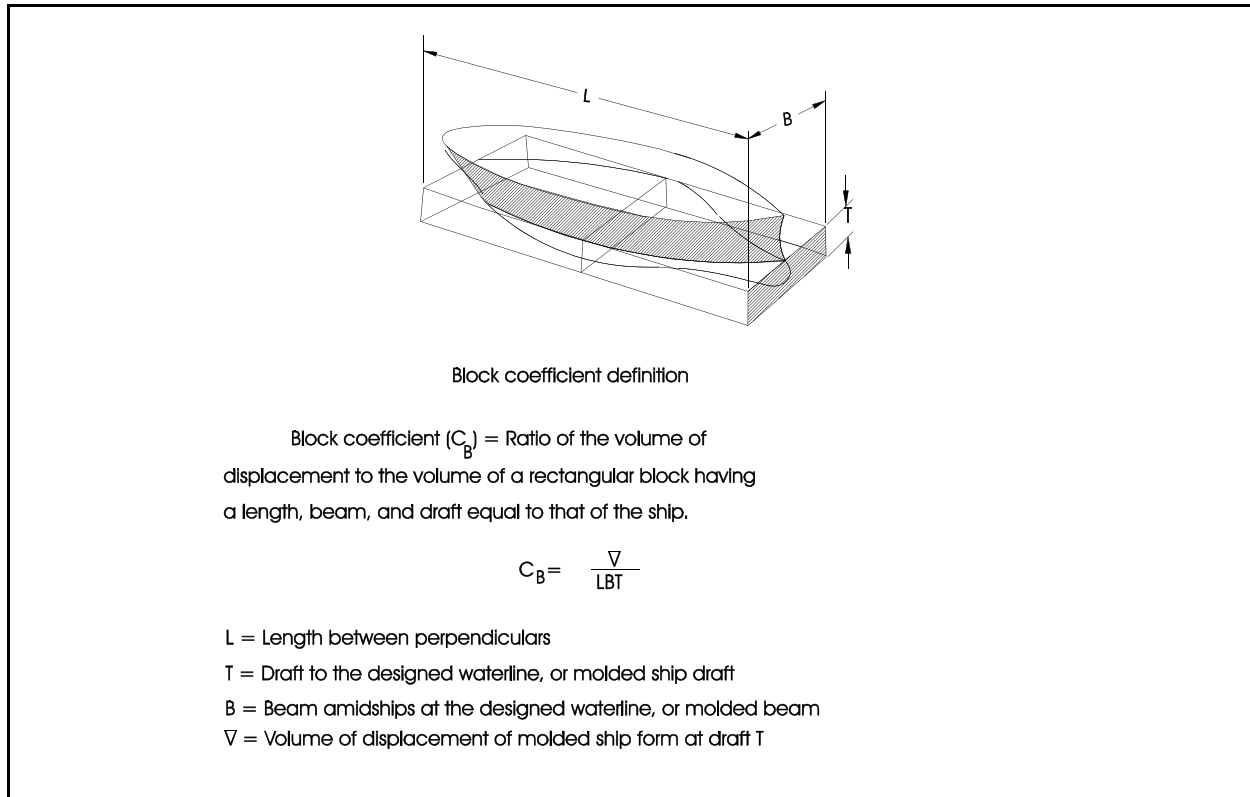 L
B
T
Block coefficient definition
Block coefficient (C_B) = Ratio of the volume of
displacement to the volume of a rectangular block having
a length, beam, and draft equal to that of the ship.
C_B = ∇
LBT
L = Length between perpendiculars
T = Draft to the designed waterline, or molded ship draft
B = Beam amidships at the designed waterline, or molded beam
∇ = Volume of displacement of molded ship form at draft T